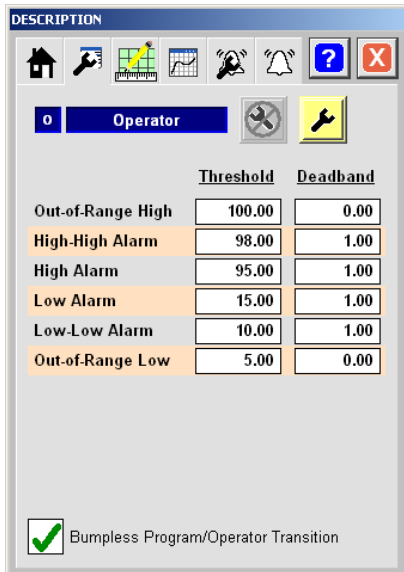 DESCRIPTION
? X
O Operator
Threshold Deadband
Out-of-Range High 100.00 0.00
High-High Alarm 98.00 1.00
High Alarm 95.00 1.00
Low Alarm 15.00 1.00
Low-Low Alarm 10.00 1.00
Out-of-Range Low 5.00 0.00
Bumpless Program/Operator Transition